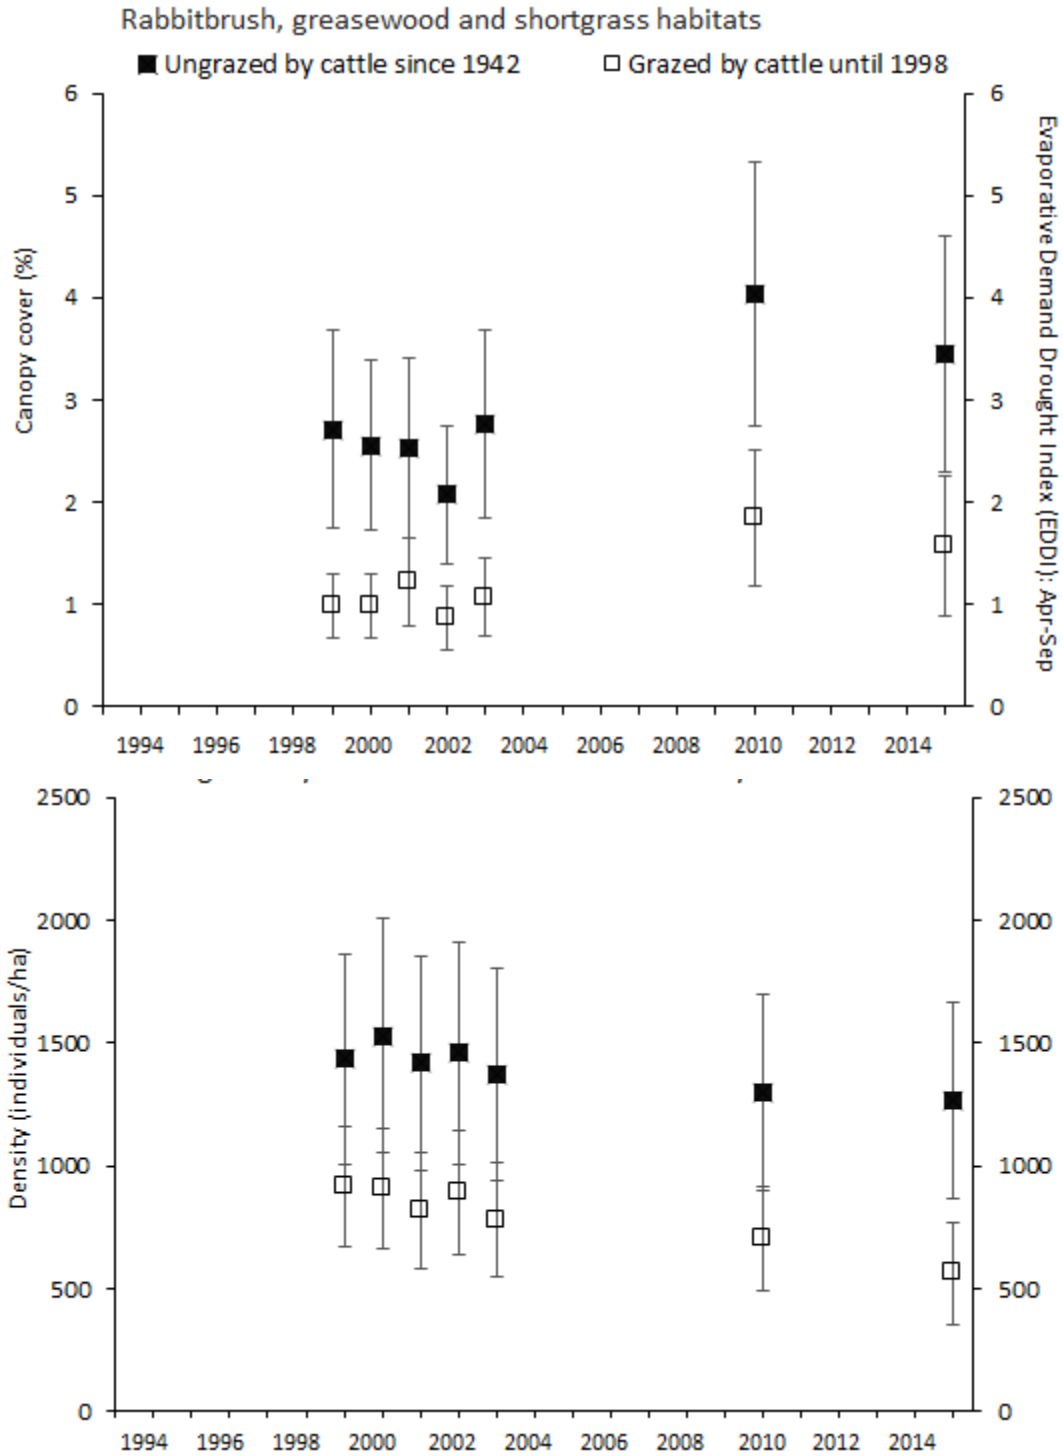 Rabbitbrush, greasewood and shortgrass habitats
Ungrazed by cattle since 1942 Grazed by cattle until 1998
6 6
5 5
4 4
3 3
2 2
1 1
0 0
Canopy cover (%)
Evaporative Demand Drought Index (EDDI): Apr-Sep
1994 1996 1998 2000 2002 2004 2006 2008 2010 2012 2014
2500 2500
2000 2000
1500 1500
1000 1000
500 500
0 0
Density (individuals/ha)
1994 1996 1998 2000 2002 2004 2006 2008 2010 2012 2014